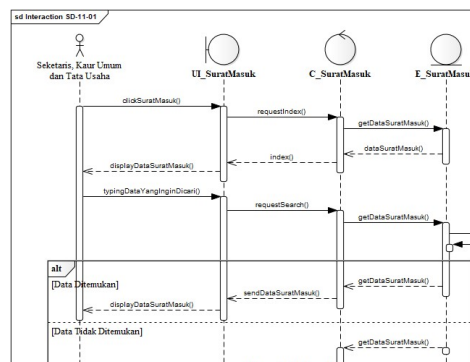 sd Interaction SD-11-01
Seketaris, Kaur Umum
dan Tata Usaha
UI_SuratMasuk
C_SuratMasuk
E_SuratMasu
clickSuratMasuk()
requestIndex()
getDataSuratMasuk()
dataSuratMasuk()
index()
displayDataSuratMasuk()
typingDataYangInginDicari()
requestSearch()
getDataSuratMasuk()
alt
[Data Ditemukan]
getDataSuratMasuk()
sendDataSuratMasuk()
displayDataSuratMasuk()
[Data Tidak Ditemukan]
getDataSuratMasuk()